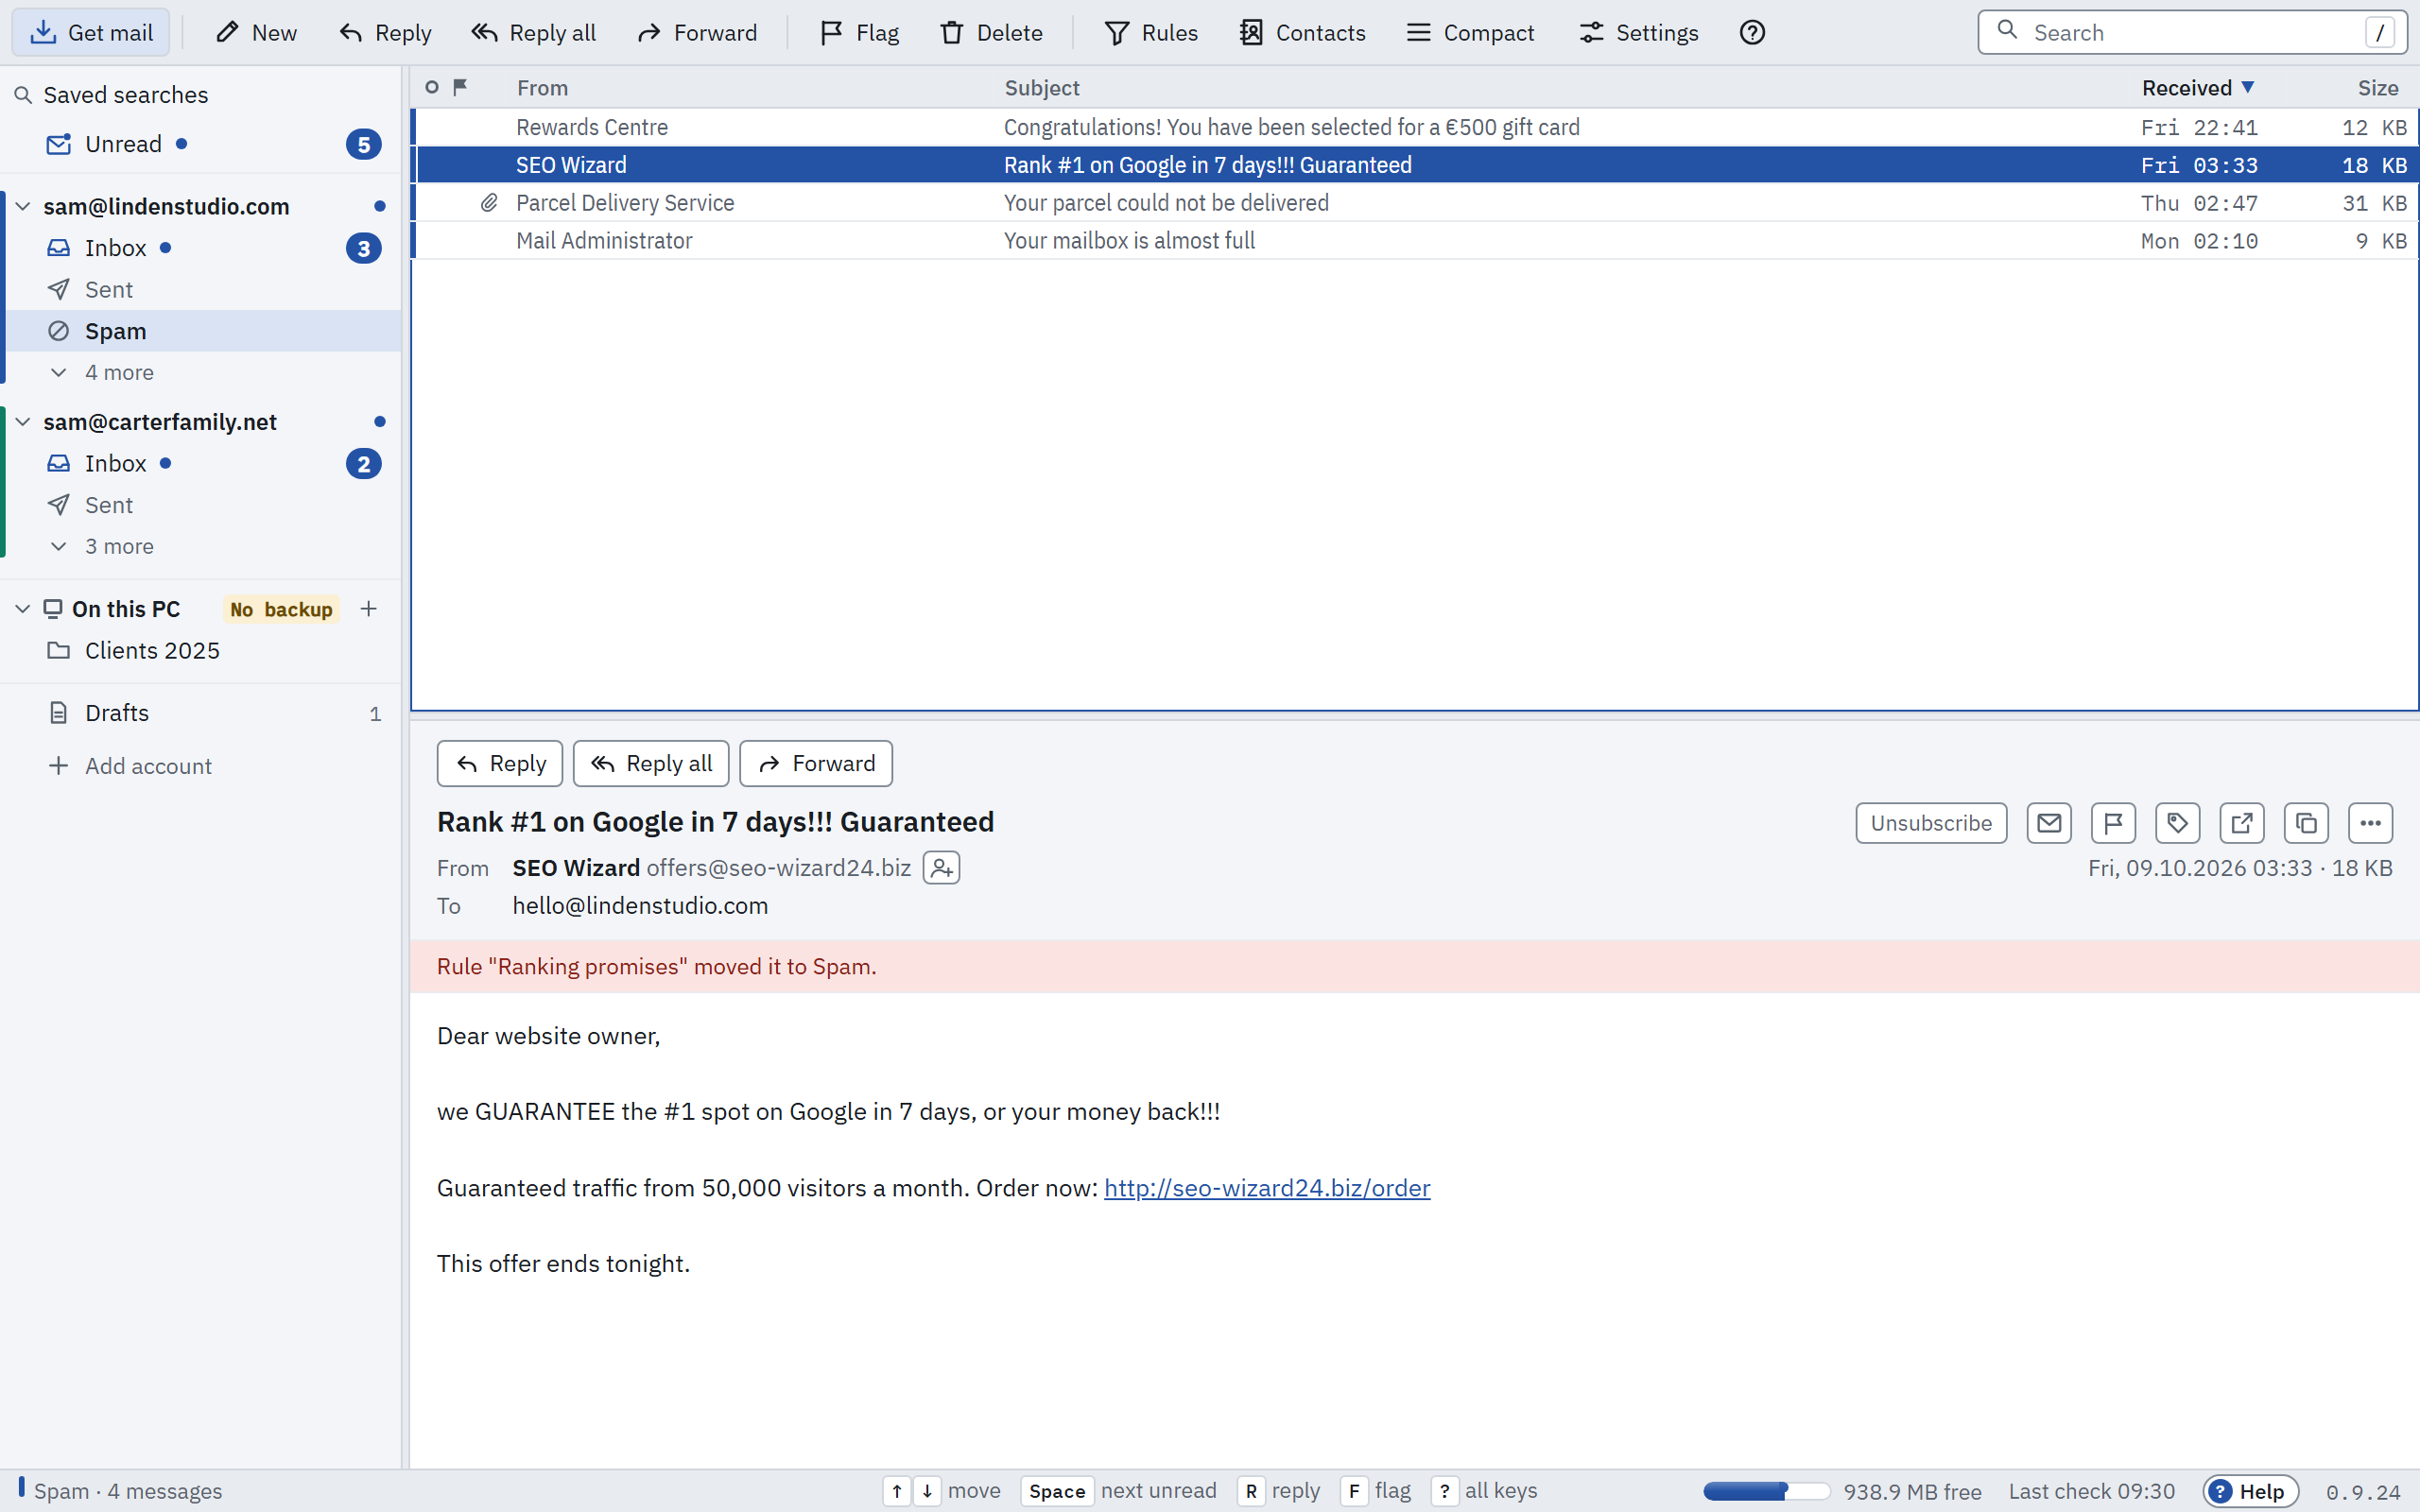 Get mail New Reply Reply all Forward Flag Delete Rules Contacts Compact Settings ? Search /
Saved searches
Unread 5
sam@lindenstudio.com
Inbox 3
Sent
Spam
4 more
sam@carterfamily.net
Inbox 2
Sent
3 more
On this PC No backup
Clients 2025
Drafts 1
Add account
From Subject Received Size
Rewards Centre Congratulations! You have been selected for a €500 gift card Fri 22:41 12 KB
SEO Wizard Rank #1 on Google in 7 days!!! Guaranteed Fri 03:33 18 KB
Parcel Delivery Service Your parcel could not be delivered Thu 02:47 31 KB
Mail Administrator Your mailbox is almost full Mon 02:10 9 KB
Reply Reply all Forward
Rank #1 on Google in 7 days!!! Guaranteed Unsubscribe
From SEO Wizard offers@seo-wizard24.biz Fri, 09.10.2026 03:33 · 18 KB
To hello@lindenstudio.com
Rule "Ranking promises" moved it to Spam.
Dear website owner,
we GUARANTEE the #1 spot on Google in 7 days, or your money back!!!
Guaranteed traffic from 50,000 visitors a month. Order now: http://seo-wizard24.biz/order
This offer ends tonight.
Spam · 4 messages ↑ ↓ move Space next unread R reply F flag ? all keys 938.9 MB free Last check 09:30 ? Help 0.9.24